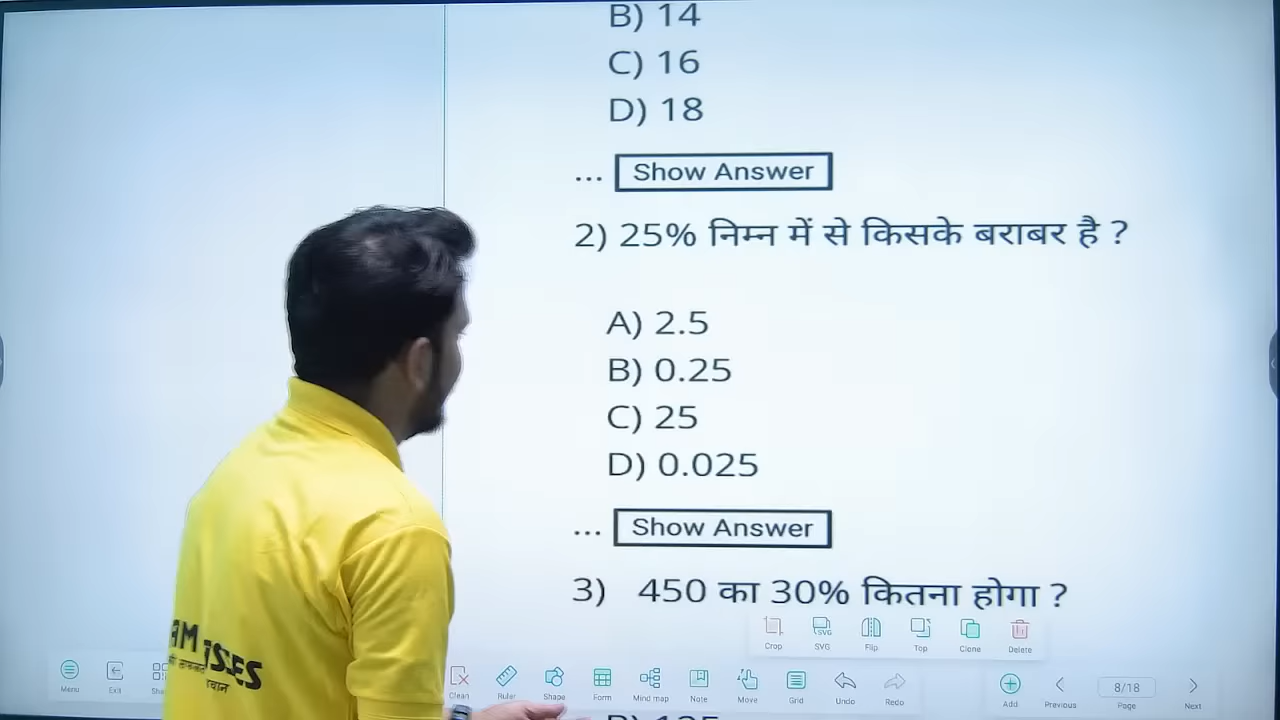 B) 14
C) 16
D) 18
... Show Answer
2) 25% निम्न में से किसके बराबर है ?
A) 2.5
B) 0.25
C) 25
D) 0.025
... Show Answer
3) 450 का 30% कितना होगा ?
Crop SVG Flip Top Clone Delete
Menu Exit Clean Ruler Shape Form Mind map Note Move Grid Undo Redo Add Previous 8/18 Page Next